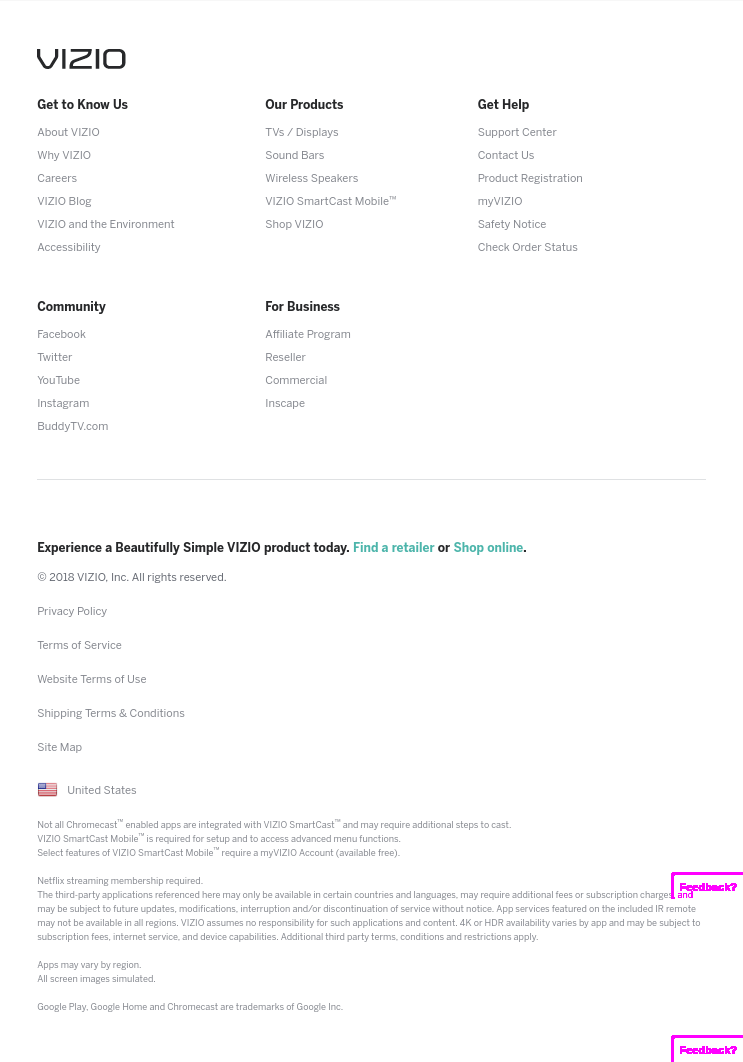 VIZIO
Get to Know Us
About VIZIO
Why VIZIO
Careers
VIZIO Blog
VIZIO and the Environment
Accessibility
Our Products
TVs / Displays
Sound Bars
Wireless Speakers
VIZIO SmartCast Mobile™
Shop VIZIO
Get Help
Support Center
Contact Us
Product Registration
myVIZIO
Safety Notice
Check Order Status
Community
Facebook
Twitter
YouTube
Instagram
BuddyTV.com
For Business
Affiliate Program
Reseller
Commercial
Inscape
Experience a Beautifully Simple VIZIO product today. Find a retailer or Shop online.
© 2018 VIZIO, Inc. All rights reserved.
Privacy Policy
Terms of Service
Website Terms of Use
Shipping Terms & Conditions
Site Map
United States
Not all Chromecast™ enabled apps are integrated with VIZIO SmartCast™ and may require additional steps to cast.
VIZIO SmartCast Mobile™ is required for setup and to access advanced menu functions.
Select features of VIZIO SmartCast Mobile™ require a myVIZIO Account (available free).
Netflix streaming membership required.
The third-party applications referenced here may only be available in certain countries and languages, may require additional fees or subscription charges, and
may be subject to future updates, modifications, interruption and/or discontinuation of service without notice. App services featured on the included IR remote
may not be available in all regions. VIZIO assumes no responsibility for such applications and content. 4K or HDR availability varies by app and may be subject to
subscription fees, internet service, and device capabilities. Additional third party terms, conditions and restrictions apply.
Feedback?
Apps may vary by region.
All screen images simulated.
Google Play, Google Home and Chromecast are trademarks of Google Inc.
Feedback?